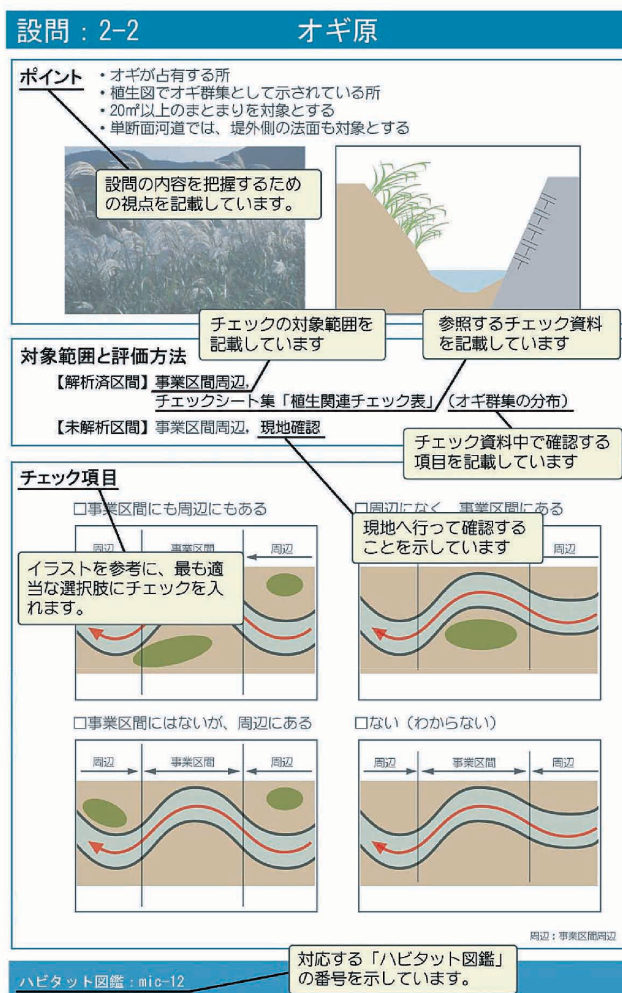 設問：2-2 オギ原
ポイント
・オギが占有する所
・植生図でオギ群集として示されている所
・20㎡以上のまとまりを対象とする
・単断面河道では、堤外側の法面も対象とする
設問の内容を把握するため
の視点を記載しています。
チェックの対象範囲を
記載しています
参照するチェック資料
を記載しています
対象範囲と評価方法
【解析済区間】事業区間周辺，
チェックシート集「植生関連チェック表」（オギ群集の分布）
【未解析区間】事業区間周辺，現地確認
チェック資料中で確認する
項目を記載しています
チェック項目
□事業区間にも周辺にもある
□周辺になく、事業区間にある
現地へ行って確認する
ことを示しています
周辺 事業区間 周辺
周辺
イラストを参考に、最も適
当な選択肢にチェックを入
れます。
□事業区間にはないが、周辺にある
□ない（わからない）
周辺 事業区間 周辺
周辺 事業区間 周辺
周辺：事業区間周辺
対応する「ハビタット図鑑」
の番号を示しています。
ハビタット図鑑：mic-12